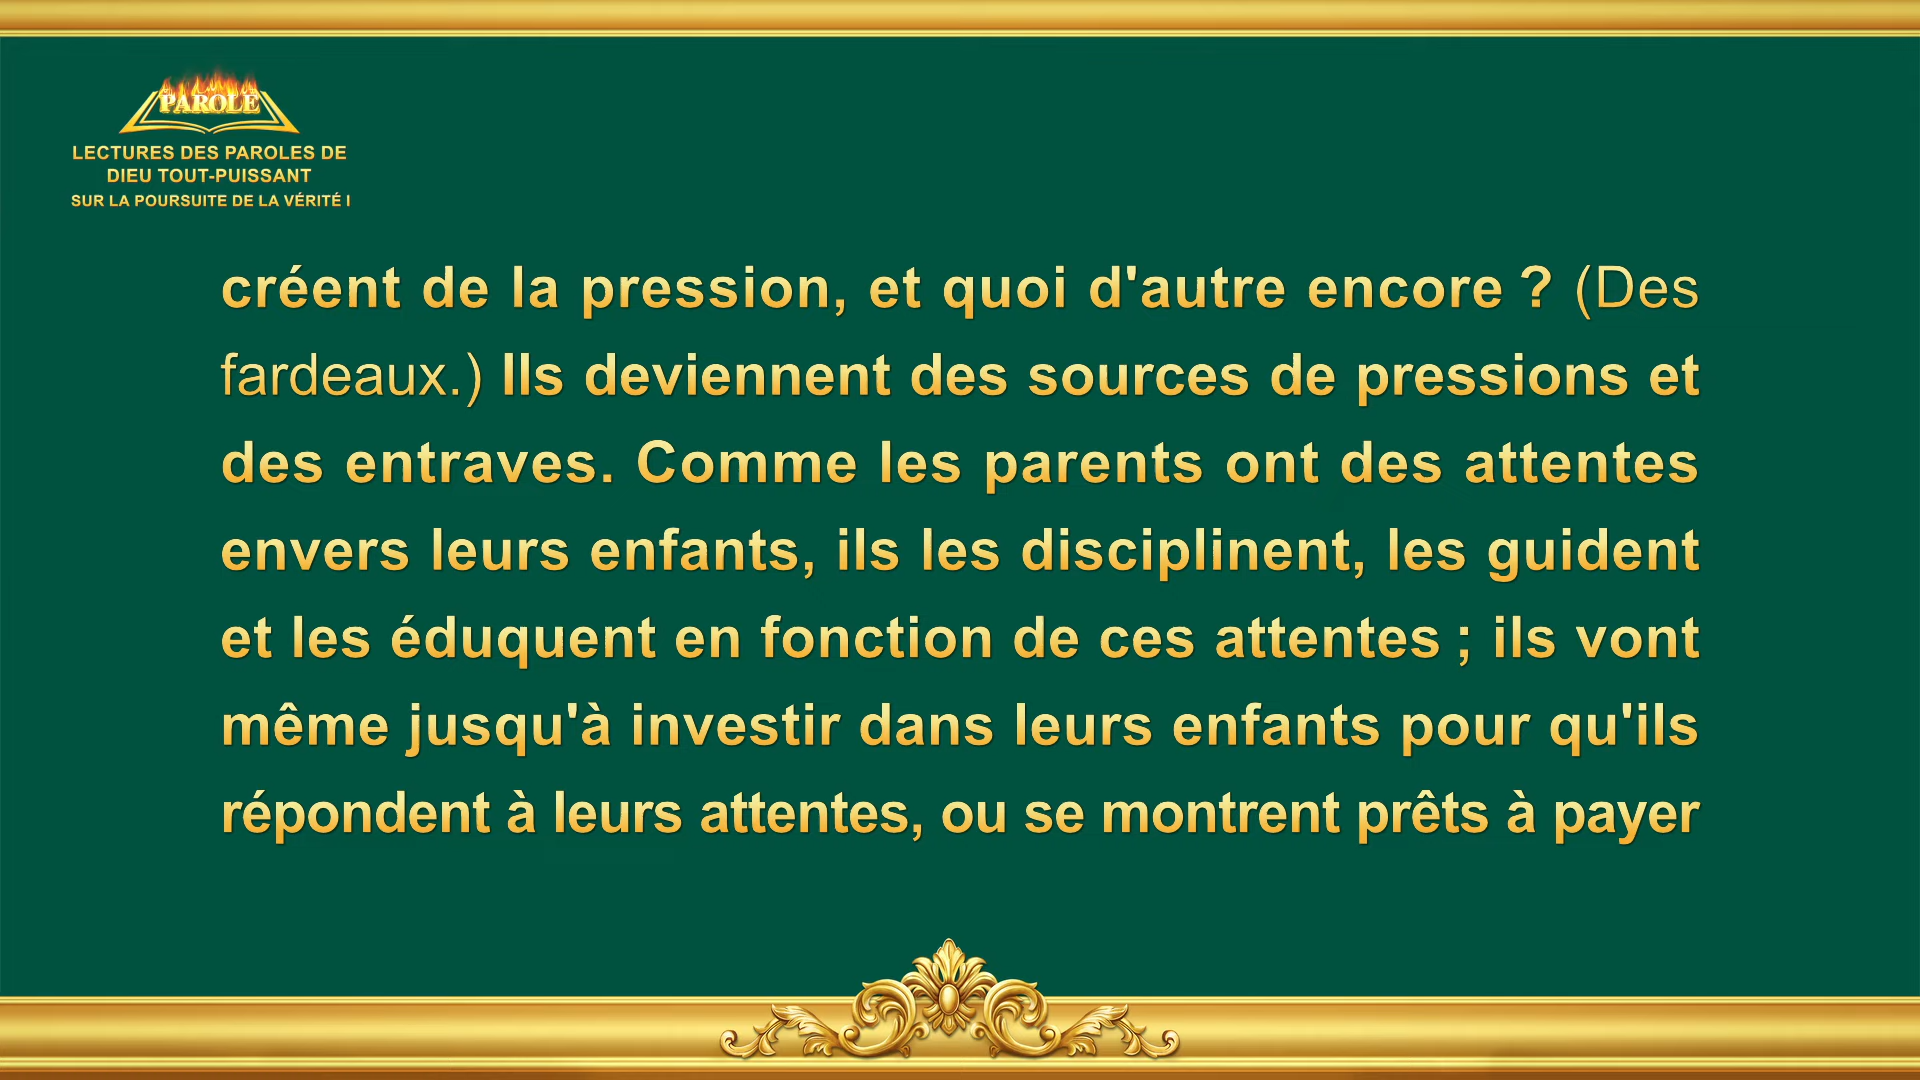 PAROLE
LECTURES DES PAROLES DE
DIEU TOUT-PUISSANT
SUR LA POURSUITE DE LA VÉRITÉ I
créent de la pression, et quoi d'autre encore ? (Des
fardeaux.) Ils deviennent des sources de pressions et
des entraves. Comme les parents ont des attentes
envers leurs enfants, ils les disciplinent, les guident
et les éduquent en fonction de ces attentes ; ils vont
même jusqu'à investir dans leurs enfants pour qu'ils
répondent à leurs attentes, ou se montrent prêts à payer